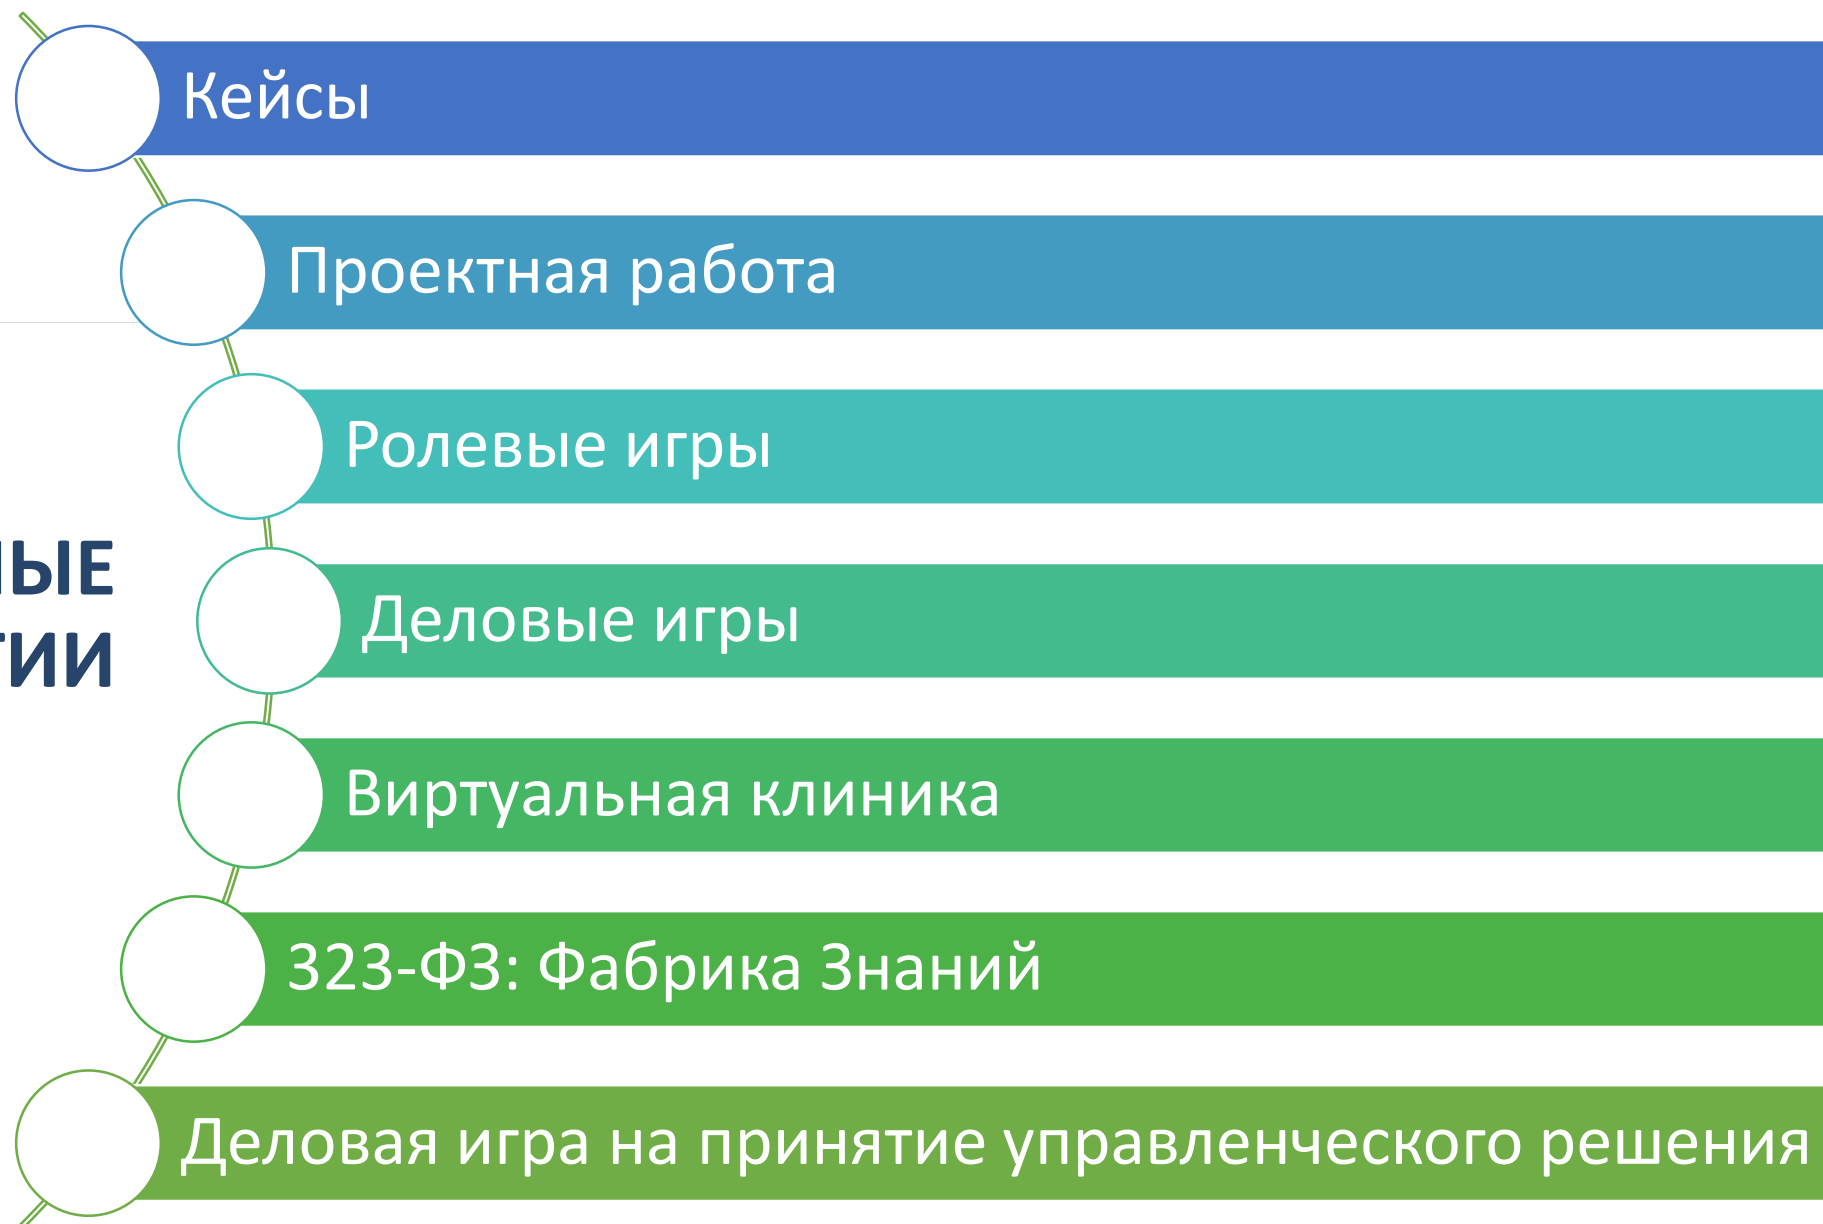 Кейсы
Проектная работа
Ролевые игры
Деловые игры
Виртуальная клиника
323-ФЗ: Фабрика Знаний
Деловая игра на принятие управленческого решения